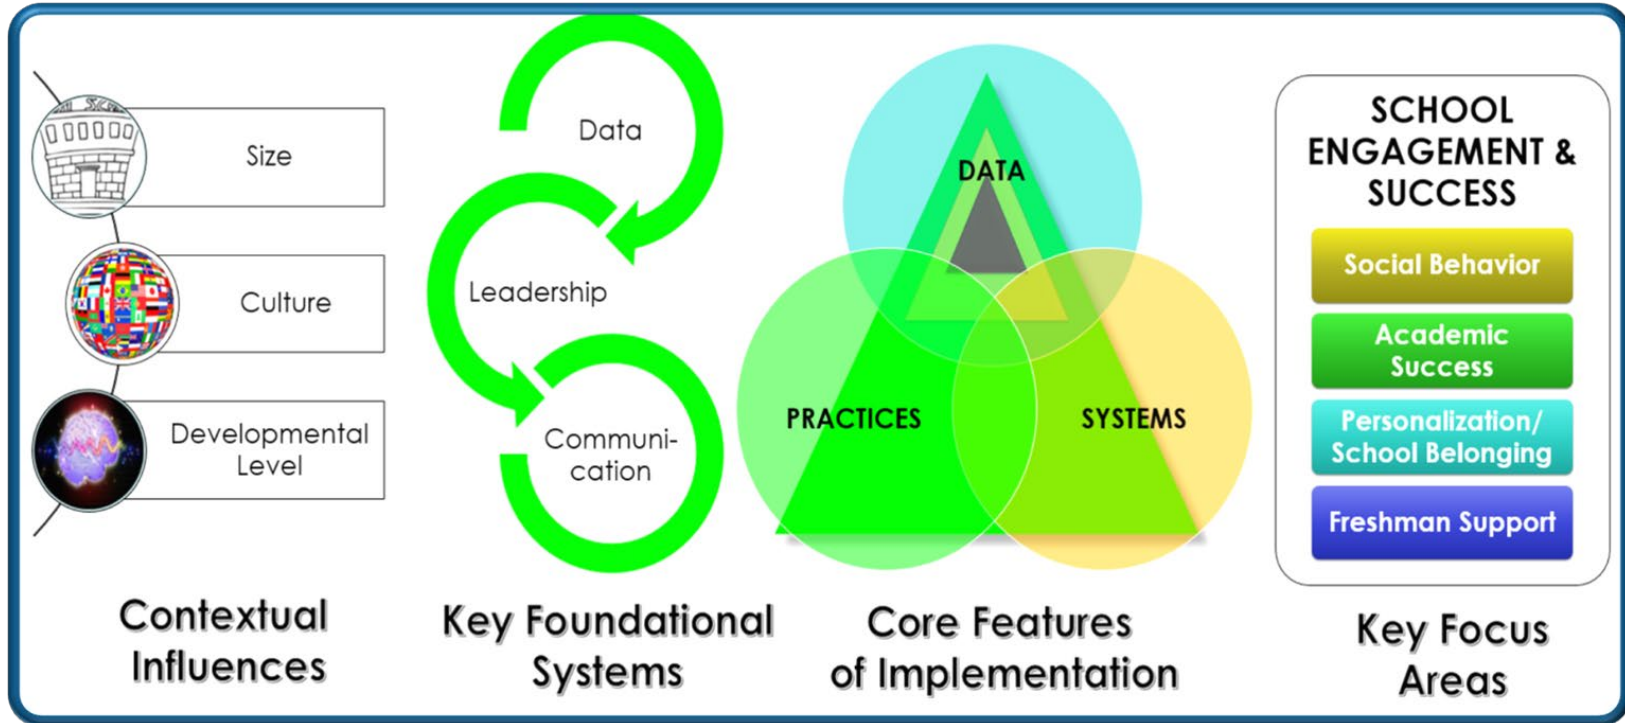 Size
Culture
Developmental
Level
Contextual
Influences
Data
Leadership
Communi-
cation
Key Foundational
Systems
DATA
PRACTICES
SYSTEMS
Core Features
of Implementation
SCHOOL
ENGAGEMENT &
SUCCESS
Social Behavior
Academic
Success
Personalization/
School Belonging
Freshman Support
Key Focus
Areas